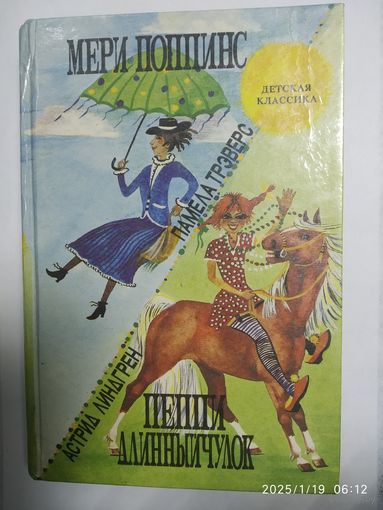 МЕРИ ПОППИНС
ДЕТСКАЯ
КЛАССИКА
ПАМЕЛА ТРЭВЕРС
АСТРИД ЛИНДГРЕН
ПЕППИ
ДЛИННЫЙЧУЛОК
2025/1/19 06:12